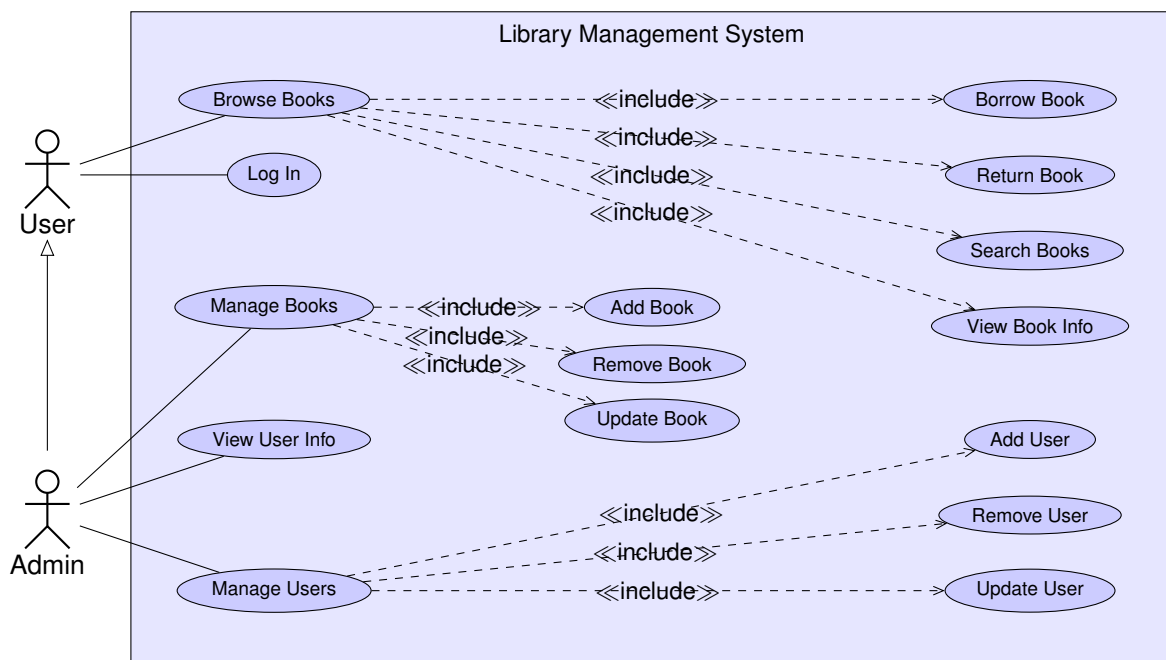 Library Management System
Browse Books
≪include≫
Borrow Book
≪include≫
Log In
≪include≫
Return Book
≪include≫
User
Search Books
Manage Books
≪include≫
Add Book
View Book Info
≪include≫
≪include≫
Remove Book
Update Book
View User Info
Add User
≪include≫
Remove User
Admin
≪include≫
Manage Users
≪include≫
Update User